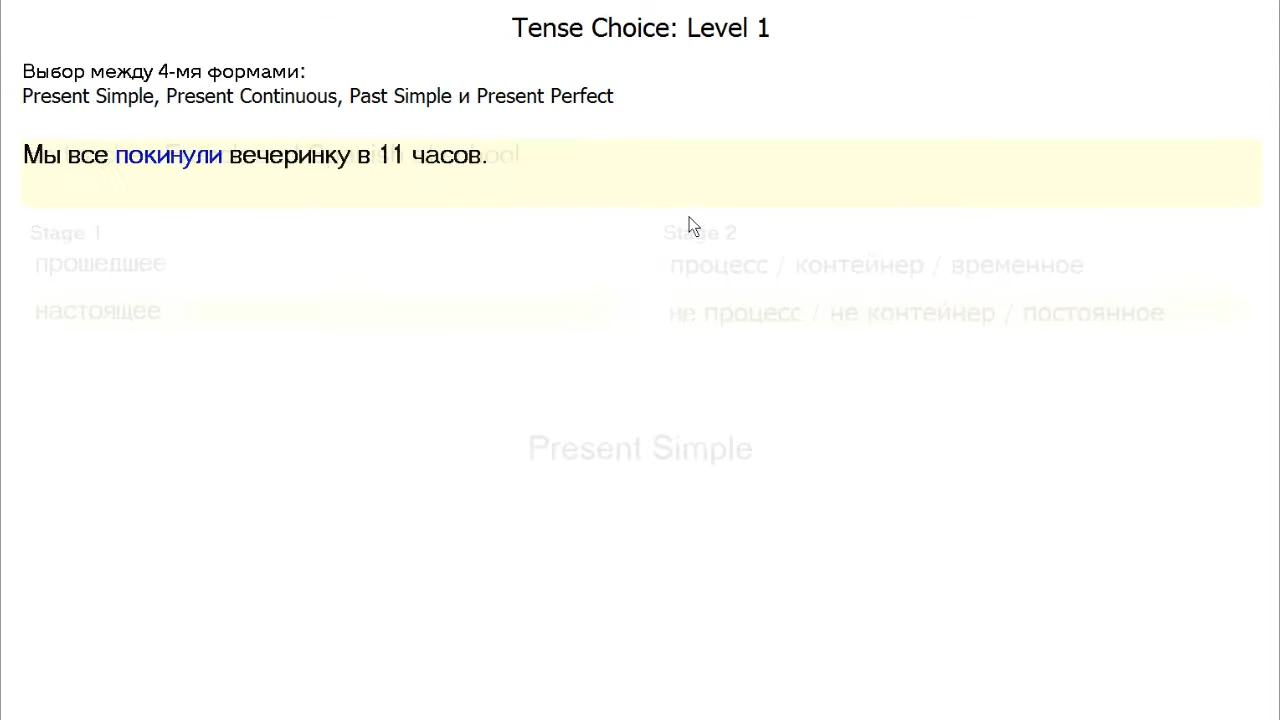 Tense Choice: Level 1
Выбор между 4-мя формами:
Present Simple, Present Continuous, Past Simple и Present Perfect
Мы все покинули вечеринку в 11 часов.
Stage 1
Stage 2
прошедшее
процесс / контейнер / временное
настоящее
не процесс / не контейнер / постоянное
Present Simple